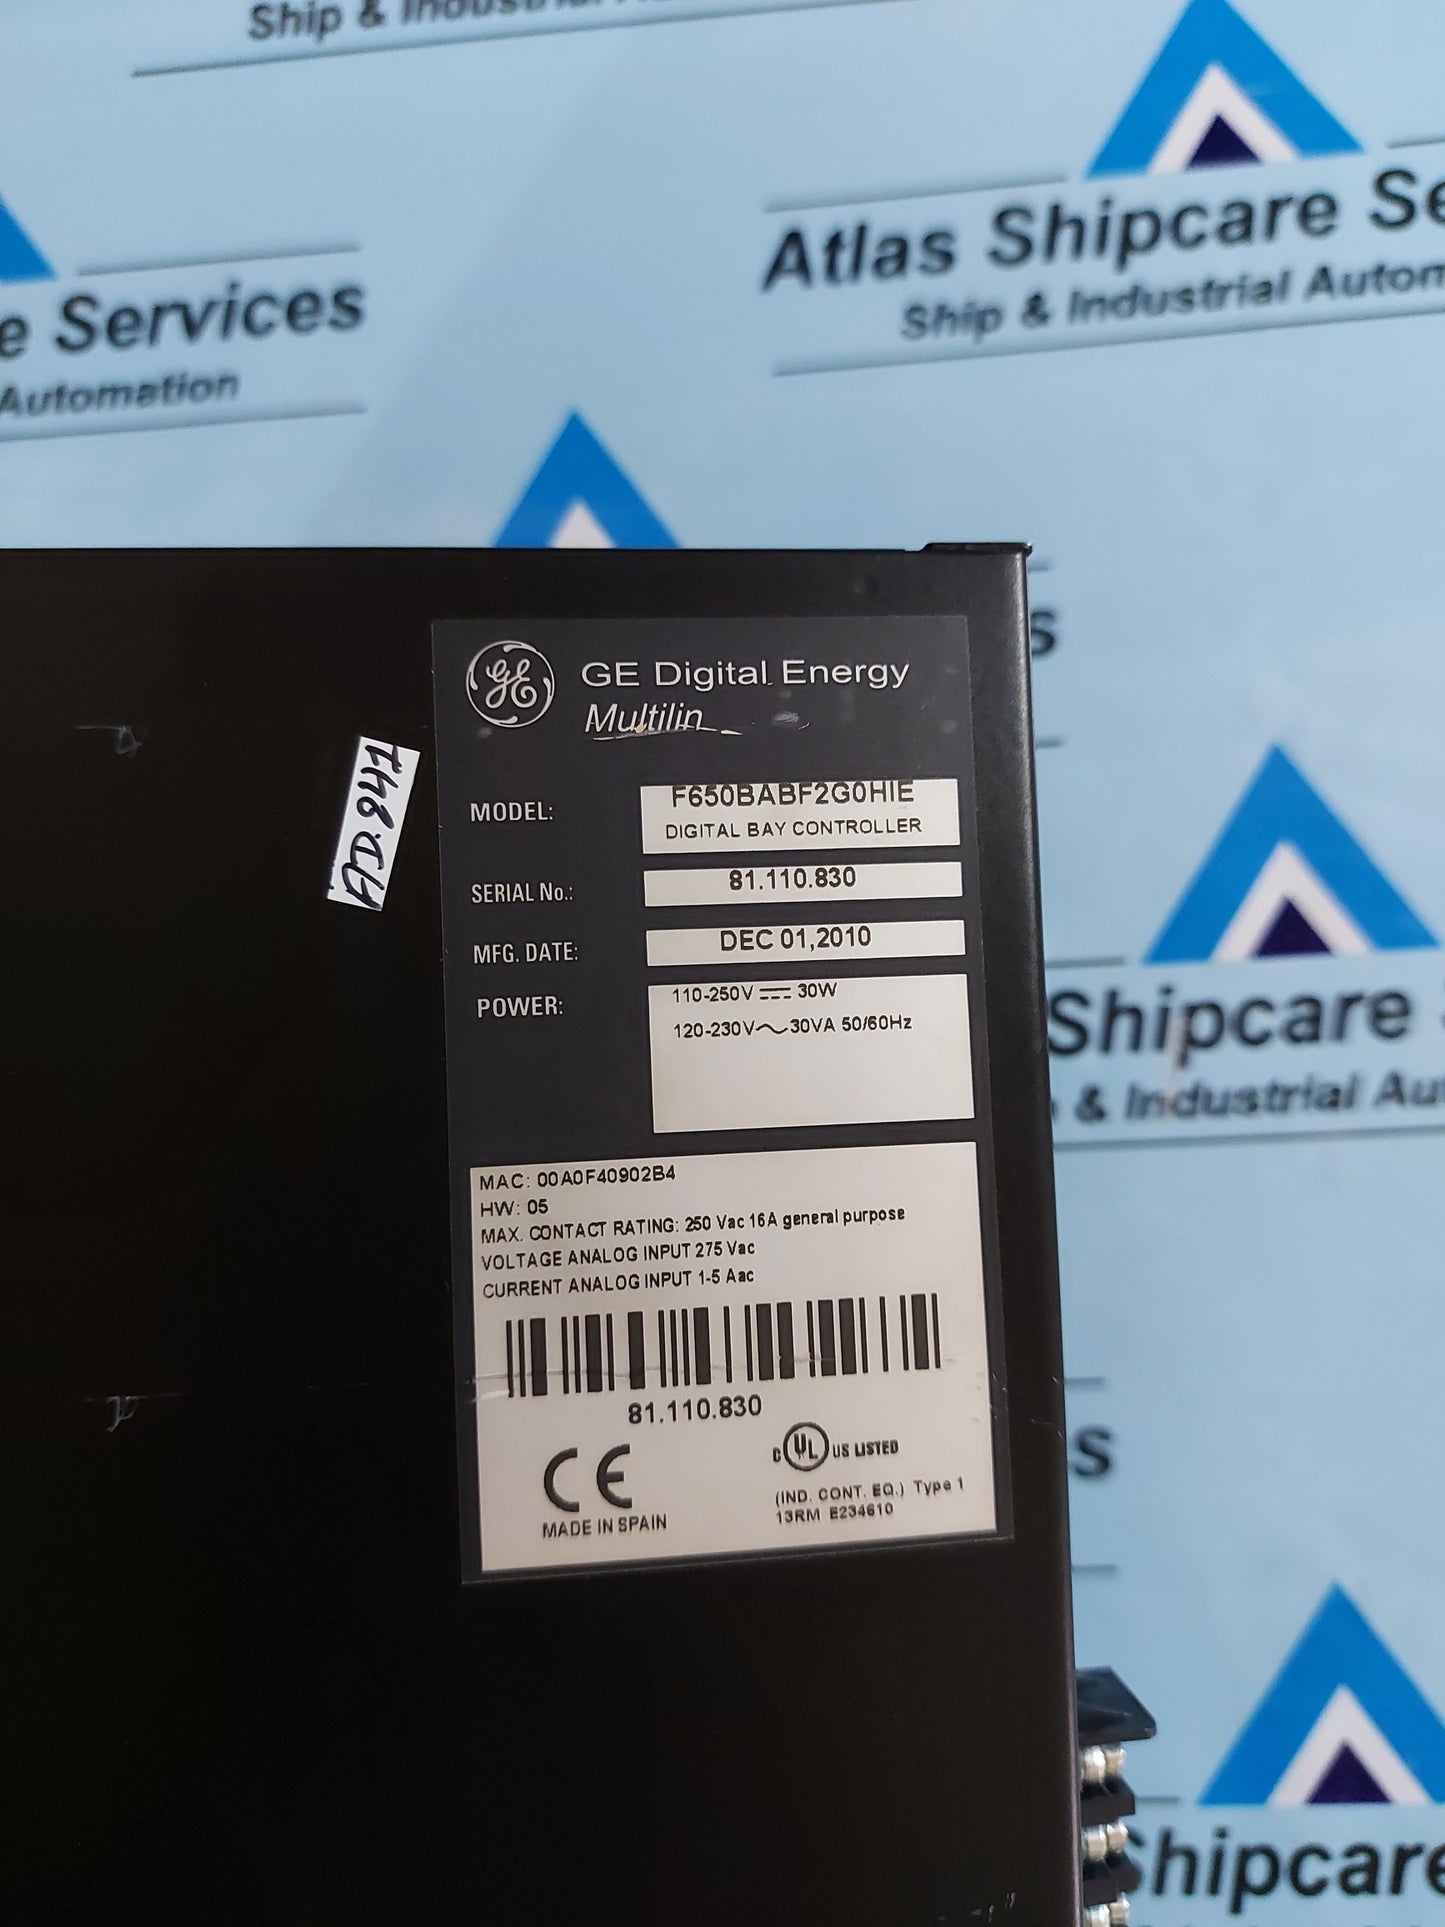 Ship & Industrial
Atlas Shipcare Se
Ship & Industrial Autom
e Services
Automation
s
GE GE Digital Energy
Multilin
MODEL: F650BABF2G0HIE
DIGITAL BAY CONTROLLER
SERIAL No.: 81.110.830
MFG. DATE: DEC 01,2010
POWER: 110-250V ⎓ 30W
120-230V ~ 30VA 50/60Hz
Shipcare
& Industrial Au
MAC: 00A0F40902B4
HW: 05
MAX. CONTACT RATING: 250 Vac 16A general purpose
VOLTAGE ANALOG INPUT 275 Vac
CURRENT ANALOG INPUT 1-5 Aac
81.110.830
CE
MADE IN SPAIN
C UL US LISTED
(IND. CONT. EQ.) Type 1
13RM E234610
s
Shipcare